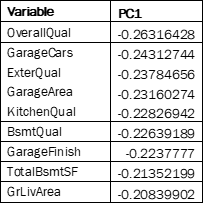 Variable PC1
OverallQual -0.26316428
GarageCars -0.24312744
ExterQual -0.23784656
GarageArea -0.23160274
KitchenQual -0.22826942
BsmtQual -0.22639189
GarageFinish -0.2237777
TotalBsmtSF -0.21352199
GrLivArea -0.20839902